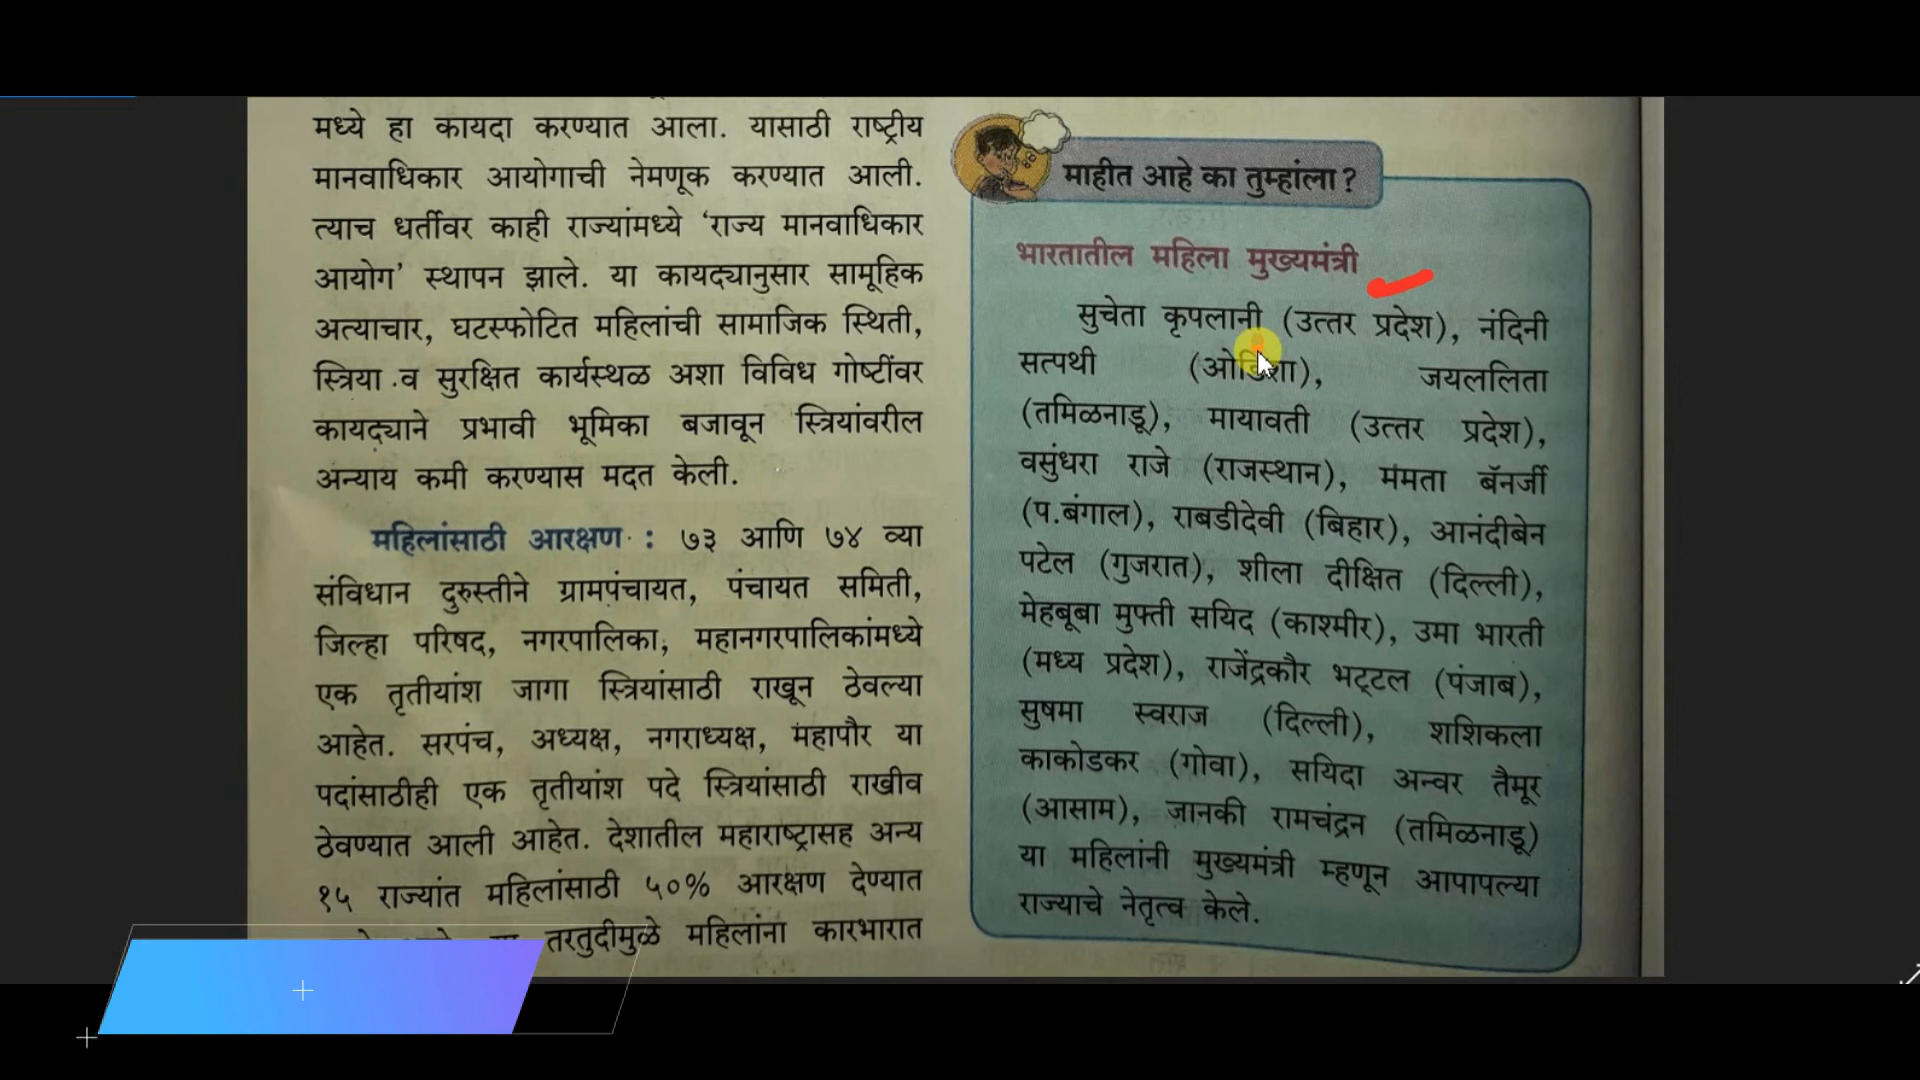 मध्ये हा कायदा करण्यात आला. यासाठी राष्ट्रीय
मानवाधिकार आयोगाची नेमणूक करण्यात आली.
त्याच धर्तीवर काही राज्यांमध्ये ‘राज्य मानवाधिकार
आयोग’ स्थापन झाले. या कायद्यानुसार सामूहिक
अत्याचार, घटस्फोटित महिलांची सामाजिक स्थिती,
स्त्रिया व सुरक्षित कार्यस्थळ अशा विविध गोष्टींवर
कायद्याने प्रभावी भूमिका बजावून स्त्रियांवरील
अन्याय कमी करण्यास मदत केली.
महिलांसाठी आरक्षण : ७३ आणि ७४ व्या
संविधान दुरुस्तीने ग्रामपंचायत, पंचायत समिती,
जिल्हा परिषद, नगरपालिका, महानगरपालिकांमध्ये
एक तृतीयांश जागा स्त्रियांसाठी राखून ठेवल्या
आहेत. सरपंच, अध्यक्ष, नगराध्यक्ष, महापौर या
पदांसाठीही एक तृतीयांश पदे स्त्रियांसाठी राखीव
ठेवण्यात आली आहेत. देशातील महाराष्ट्रासह अन्य
१५ राज्यांत महिलांसाठी ५०% आरक्षण देण्यात
तरतुदीमुळे महिलांना कारभारात
माहीत आहे का तुम्हांला ?
भारतातील महिला मुख्यमंत्री
सुचेता कृपलानी (उत्तर प्रदेश), नंदिनी
सत्पथी (ओडिशा), जयललिता
(तमिळनाडू), मायावती (उत्तर प्रदेश),
वसुंधरा राजे (राजस्थान), ममता बॅनर्जी
(प.बंगाल), राबडीदेवी (बिहार), आनंदीबेन
पटेल (गुजरात), शीला दीक्षित (दिल्ली),
मेहबूबा मुफ्ती सयिद (काश्मीर), उमा भारती
(मध्य प्रदेश), राजेंद्रकौर भट्टल (पंजाब),
सुषमा स्वराज (दिल्ली), शशिकला
काकोडकर (गोवा), सयिदा अन्वर तैमूर
(आसाम), जानकी रामचंद्रन (तमिळनाडू)
या महिलांनी मुख्यमंत्री म्हणून आपापल्या
राज्याचे नेतृत्व केले.